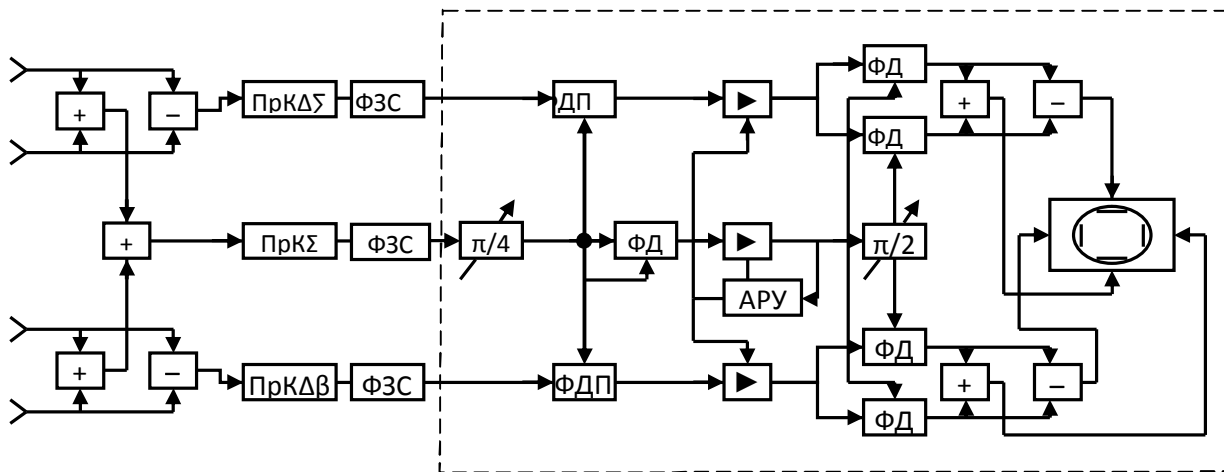 ФД
ПрКΔ∑ ФЗС ДП ► + –
+ –
ФД
+ ПрКΣ ФЗС π/4 ФД ► π/2
АРУ
ФД
+ – ПрКΔβ ФЗС ФДП ► + –
ФД